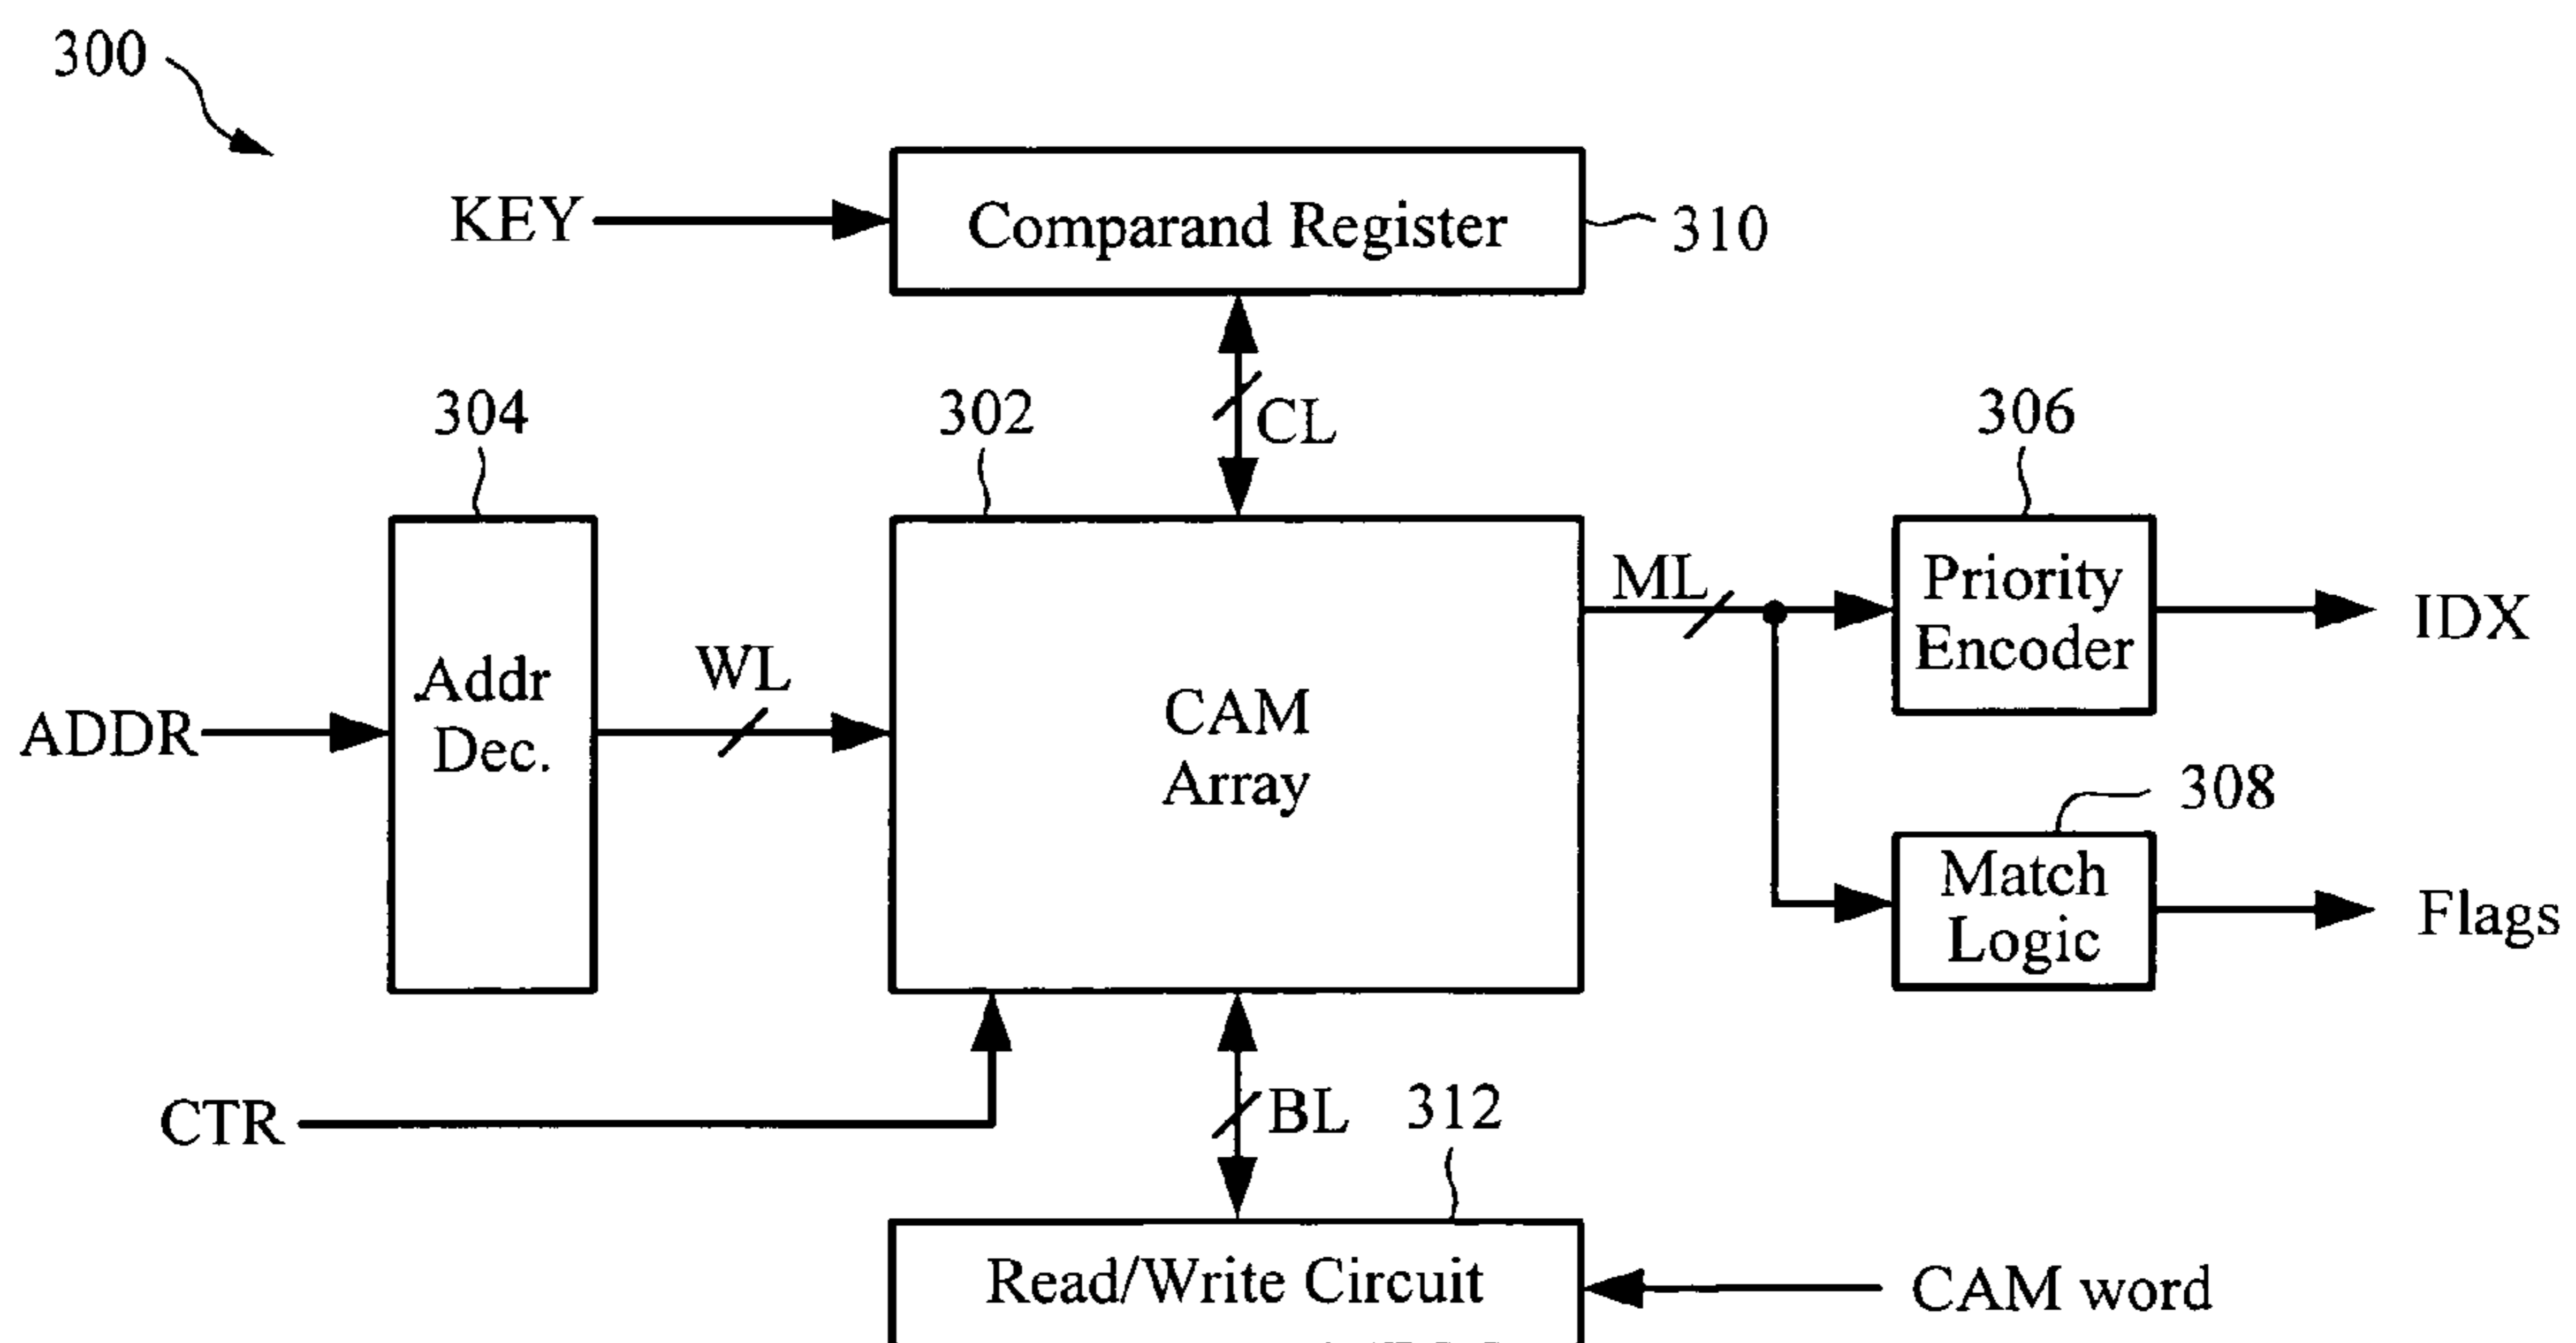 300
KEY
Comparand Register
310
304
302
CL
306
ADDR
Addr
Dec.
WL
CAM
Array
ML
Priority
Encoder
IDX
308
Match
Logic
Flags
CTR
BL
312
Read/Write Circuit
CAM word